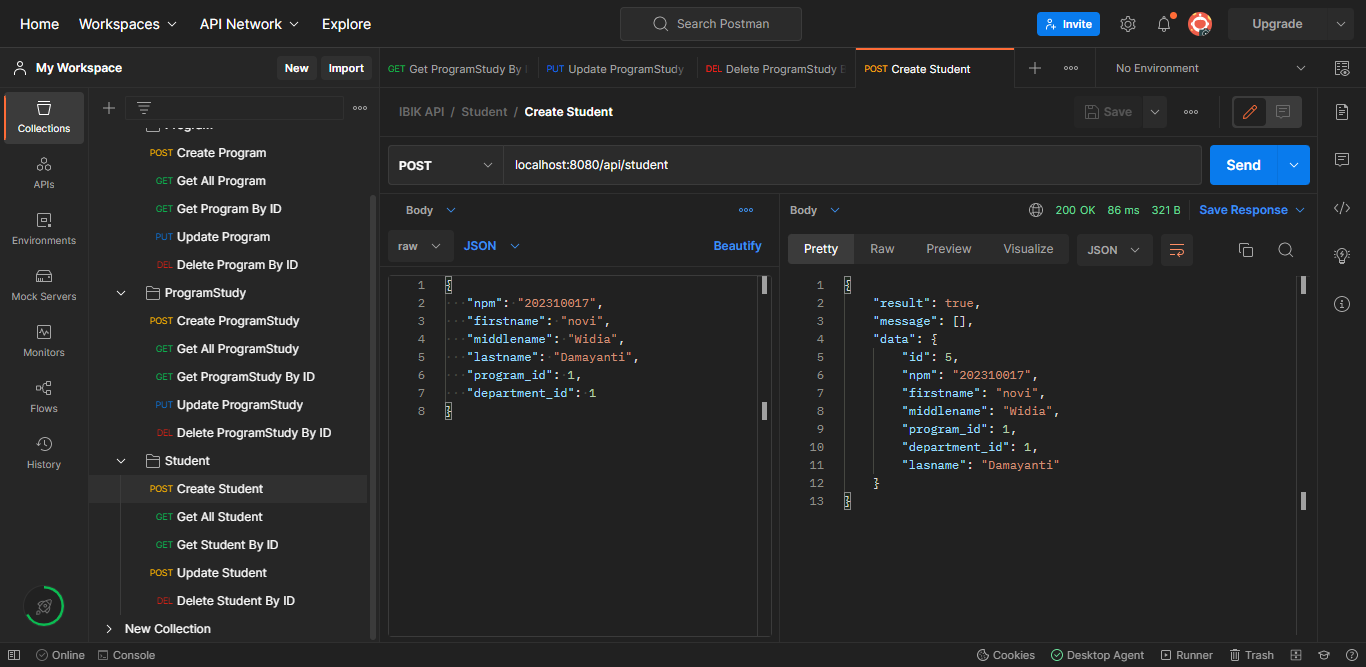 Home Workspaces API Network Explore Search Postman Invite Upgrade
My Workspace New Import GET Get ProgramStudy By PUT Update ProgramStudy DEL Delete ProgramStudy POST Create Student No Environment
IBIK API / Student / Create Student Save
POST localhost:8080/api/student Send
Collections
APIs
Environments
Mock Servers
Monitors
Flows
History
Program
POST Create Program
GET Get All Program
GET Get Program By ID
PUT Update Program
DEL Delete Program By ID
ProgramStudy
POST Create ProgramStudy
GET Get All ProgramStudy
GET Get ProgramStudy By ID
PUT Update ProgramStudy
DEL Delete ProgramStudy By ID
Student
POST Create Student
GET Get All Student
GET Get Student By ID
POST Update Student
DEL Delete Student By ID
New Collection
Body
raw JSON Beautify
1 {
2 "npm": "202310017",
3 "firstname": "novi",
4 "middlename": "Widia",
5 "lastname": "Damayanti",
6 "program_id": 1,
7 "department_id": 1
8 }
Body 200 OK 86 ms 321 B Save Response
Pretty Raw Preview Visualize JSON
1 {
2 "result": true,
3 "message": [],
4 "data": {
5 "id": 5,
6 "npm": "202310017",
7 "firstname": "novi",
8 "middlename": "Widia",
9 "program_id": 1,
10 "department_id": 1,
11 "lasname": "Damayanti"
12 }
13 }
Online Console Cookies Desktop Agent Runner Trash